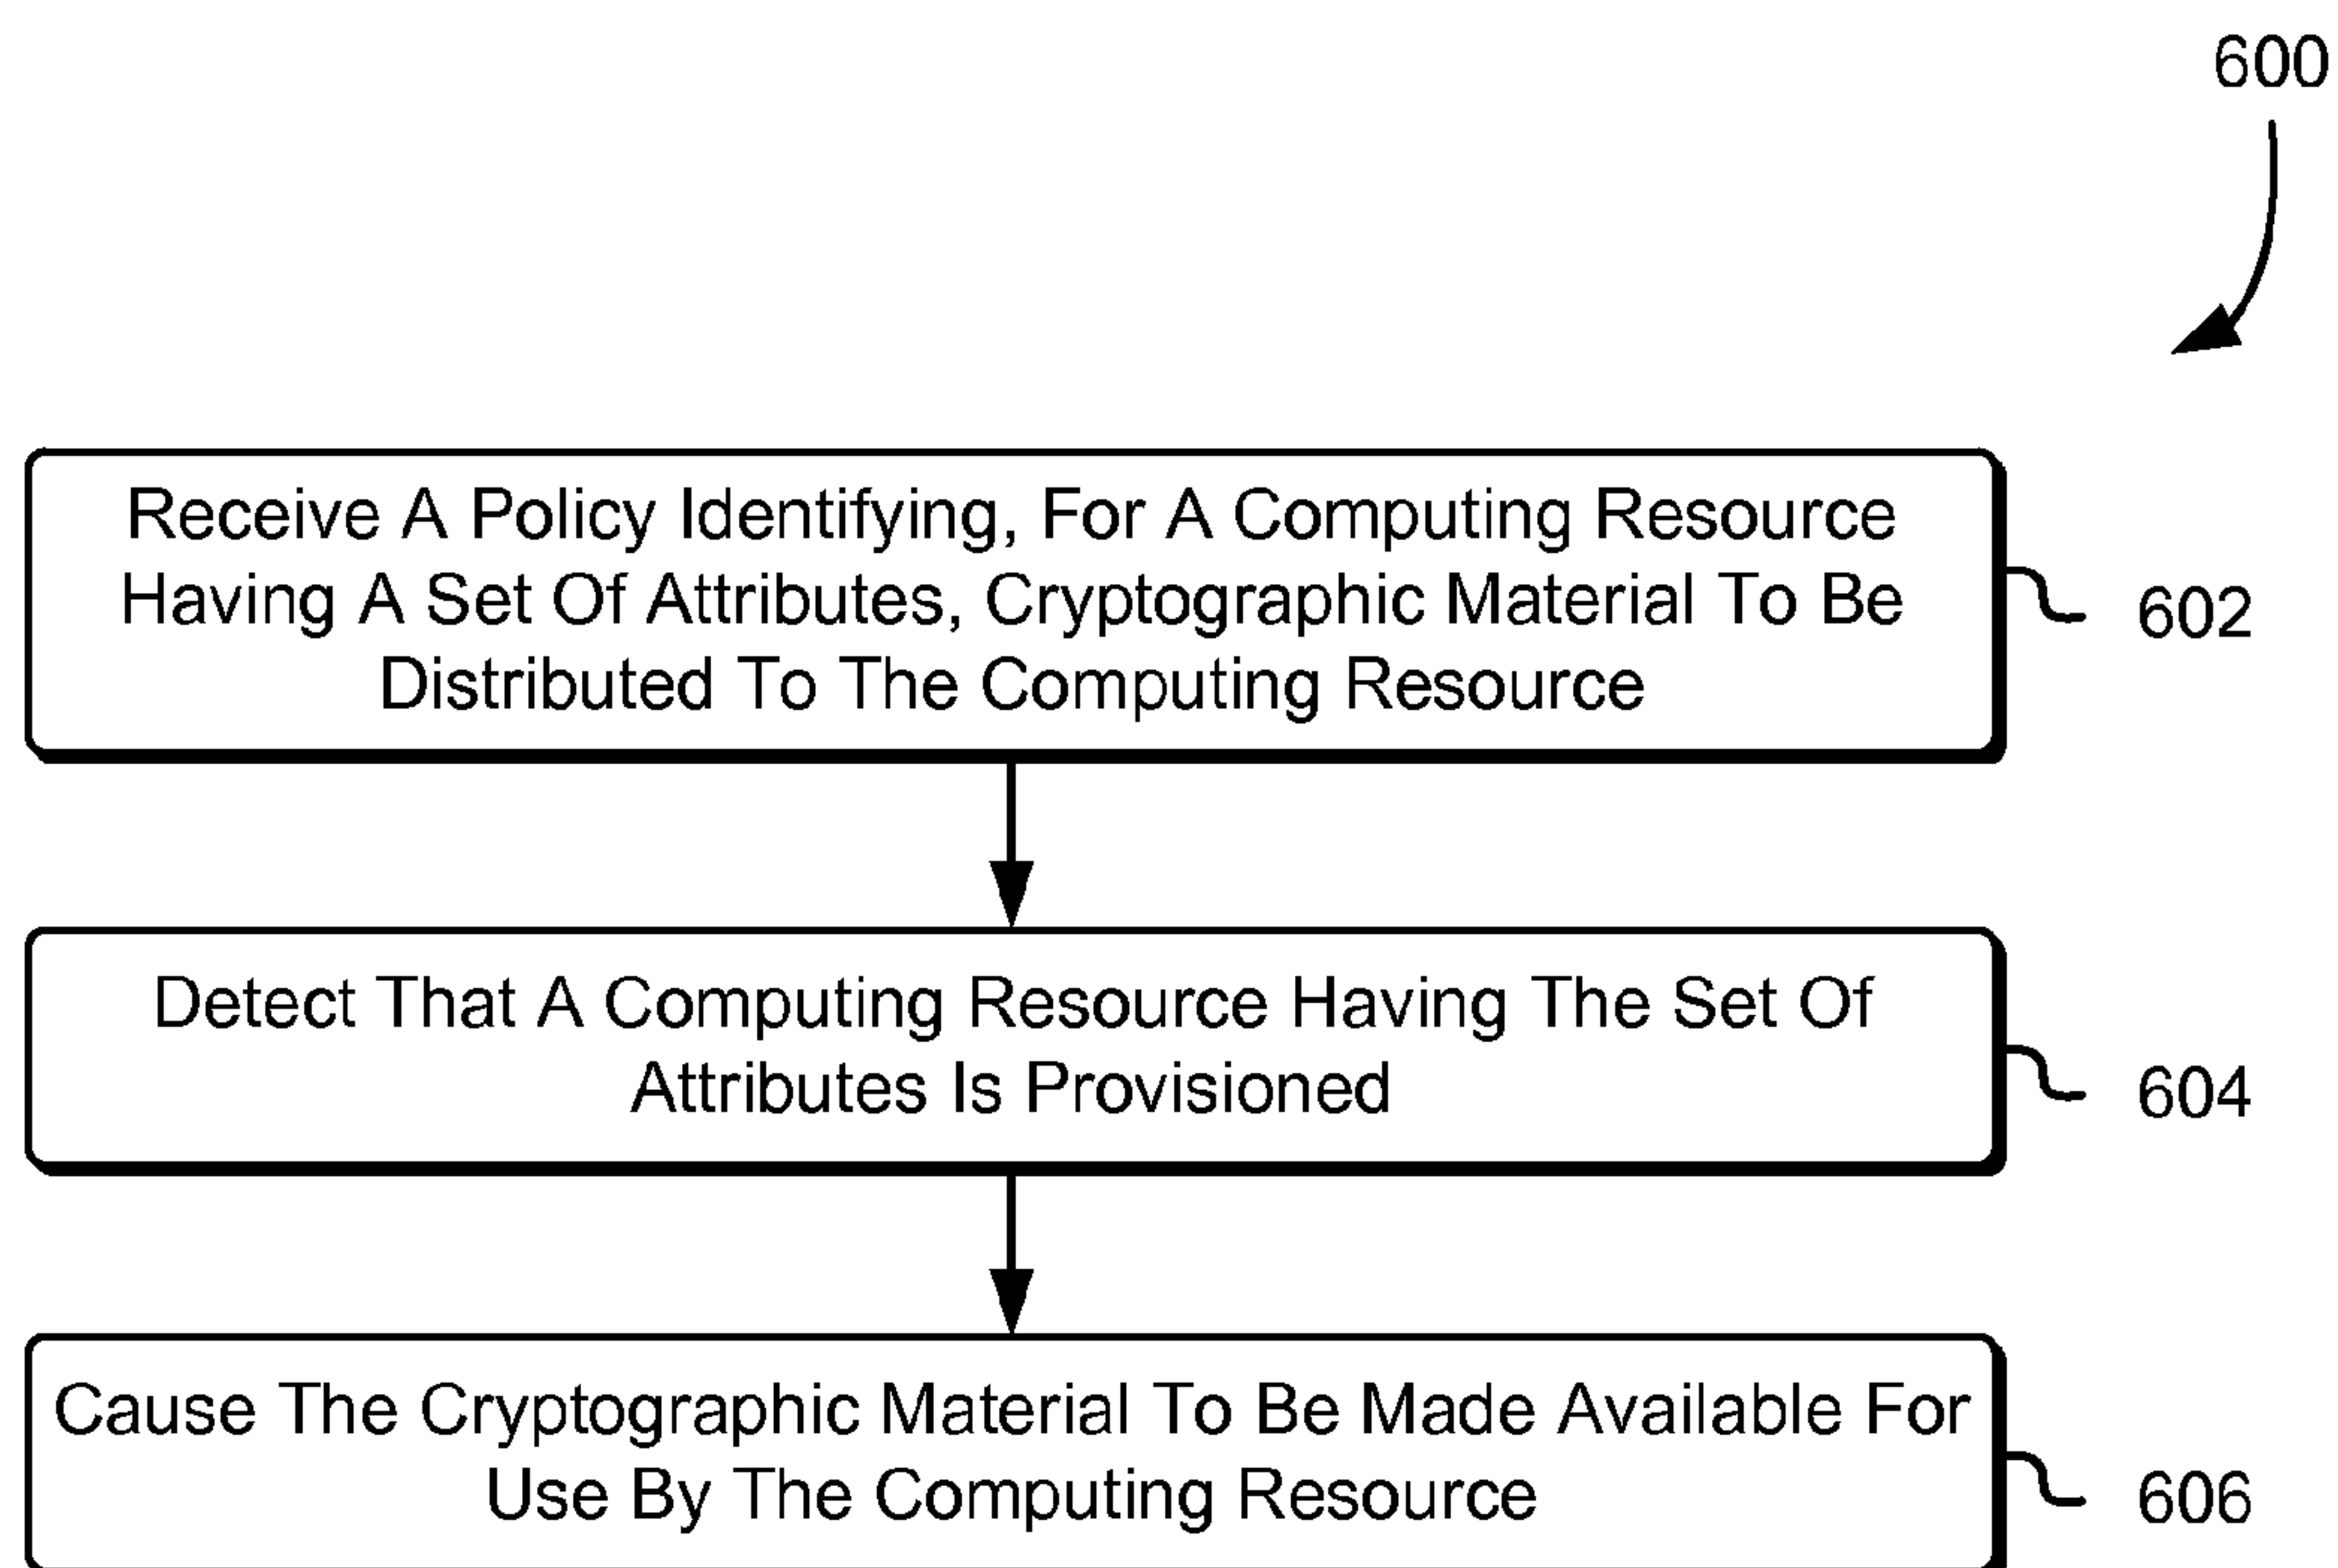 600
Receive A Policy Identifying, For A Computing Resource
Having A Set Of Attributes, Cryptographic Material To Be
Distributed To The Computing Resource
602
Detect That A Computing Resource Having The Set Of
Attributes Is Provisioned
604
Cause The Cryptographic Material To Be Made Available For
Use By The Computing Resource
606